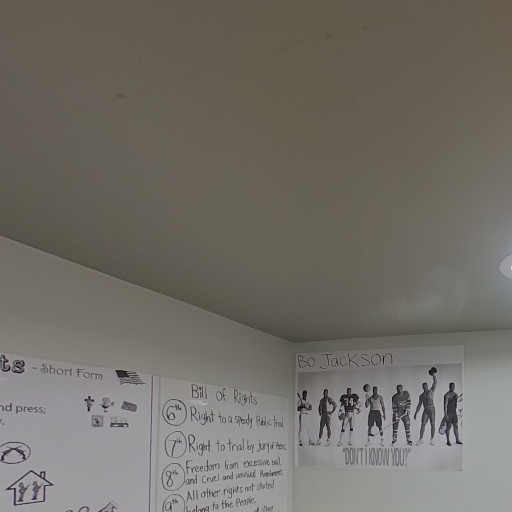 ts - Short Form
nd press;
Bill of Rights
6th Right to a speedy Public Trial.
7th Right to trial by jury of Peers.
8th Freedom from excessive bail,
and Cruel and unusual Punishment.
9th All other rights not stated
belong to the People.
Bo Jackson
"DON'T I KNOW YOU?"